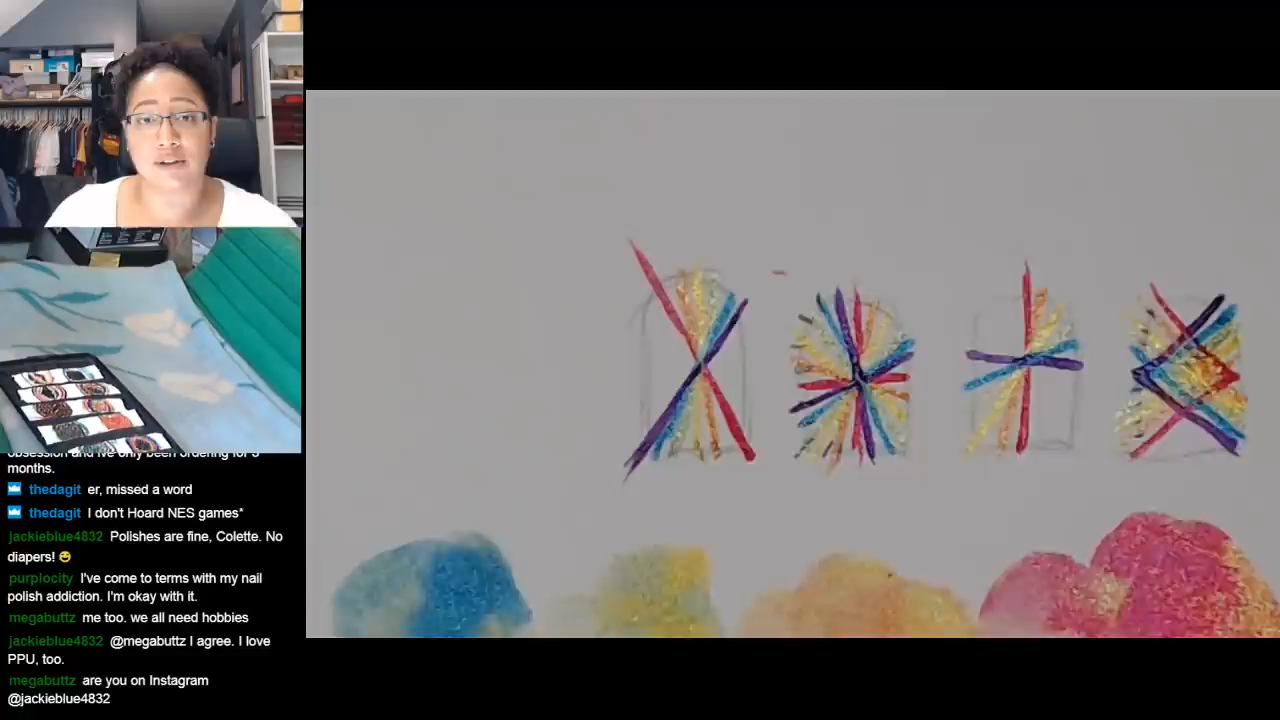 obsession and ive only been ordering for 3
months.
thedagit er, missed a word
thedagit I don't Hoard NES games*
jackieblue4832 Polishes are fine, Colette. No
diapers! 😄
purplocity I've come to terms with my nail
polish addiction. I'm okay with it.
megabuttz me too. we all need hobbies
jackieblue4832 @megabuttz I agree. I love
PPU, too.
megabuttz are you on Instagram
@jackieblue4832